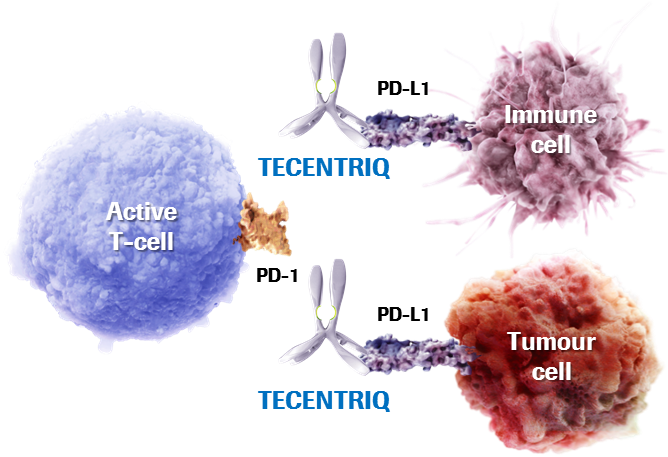 PD-L1
Immune
cell
TECENTRIQ
Active
T-cell
PD-1
PD-L1
Tumour
cell
TECENTRIQ